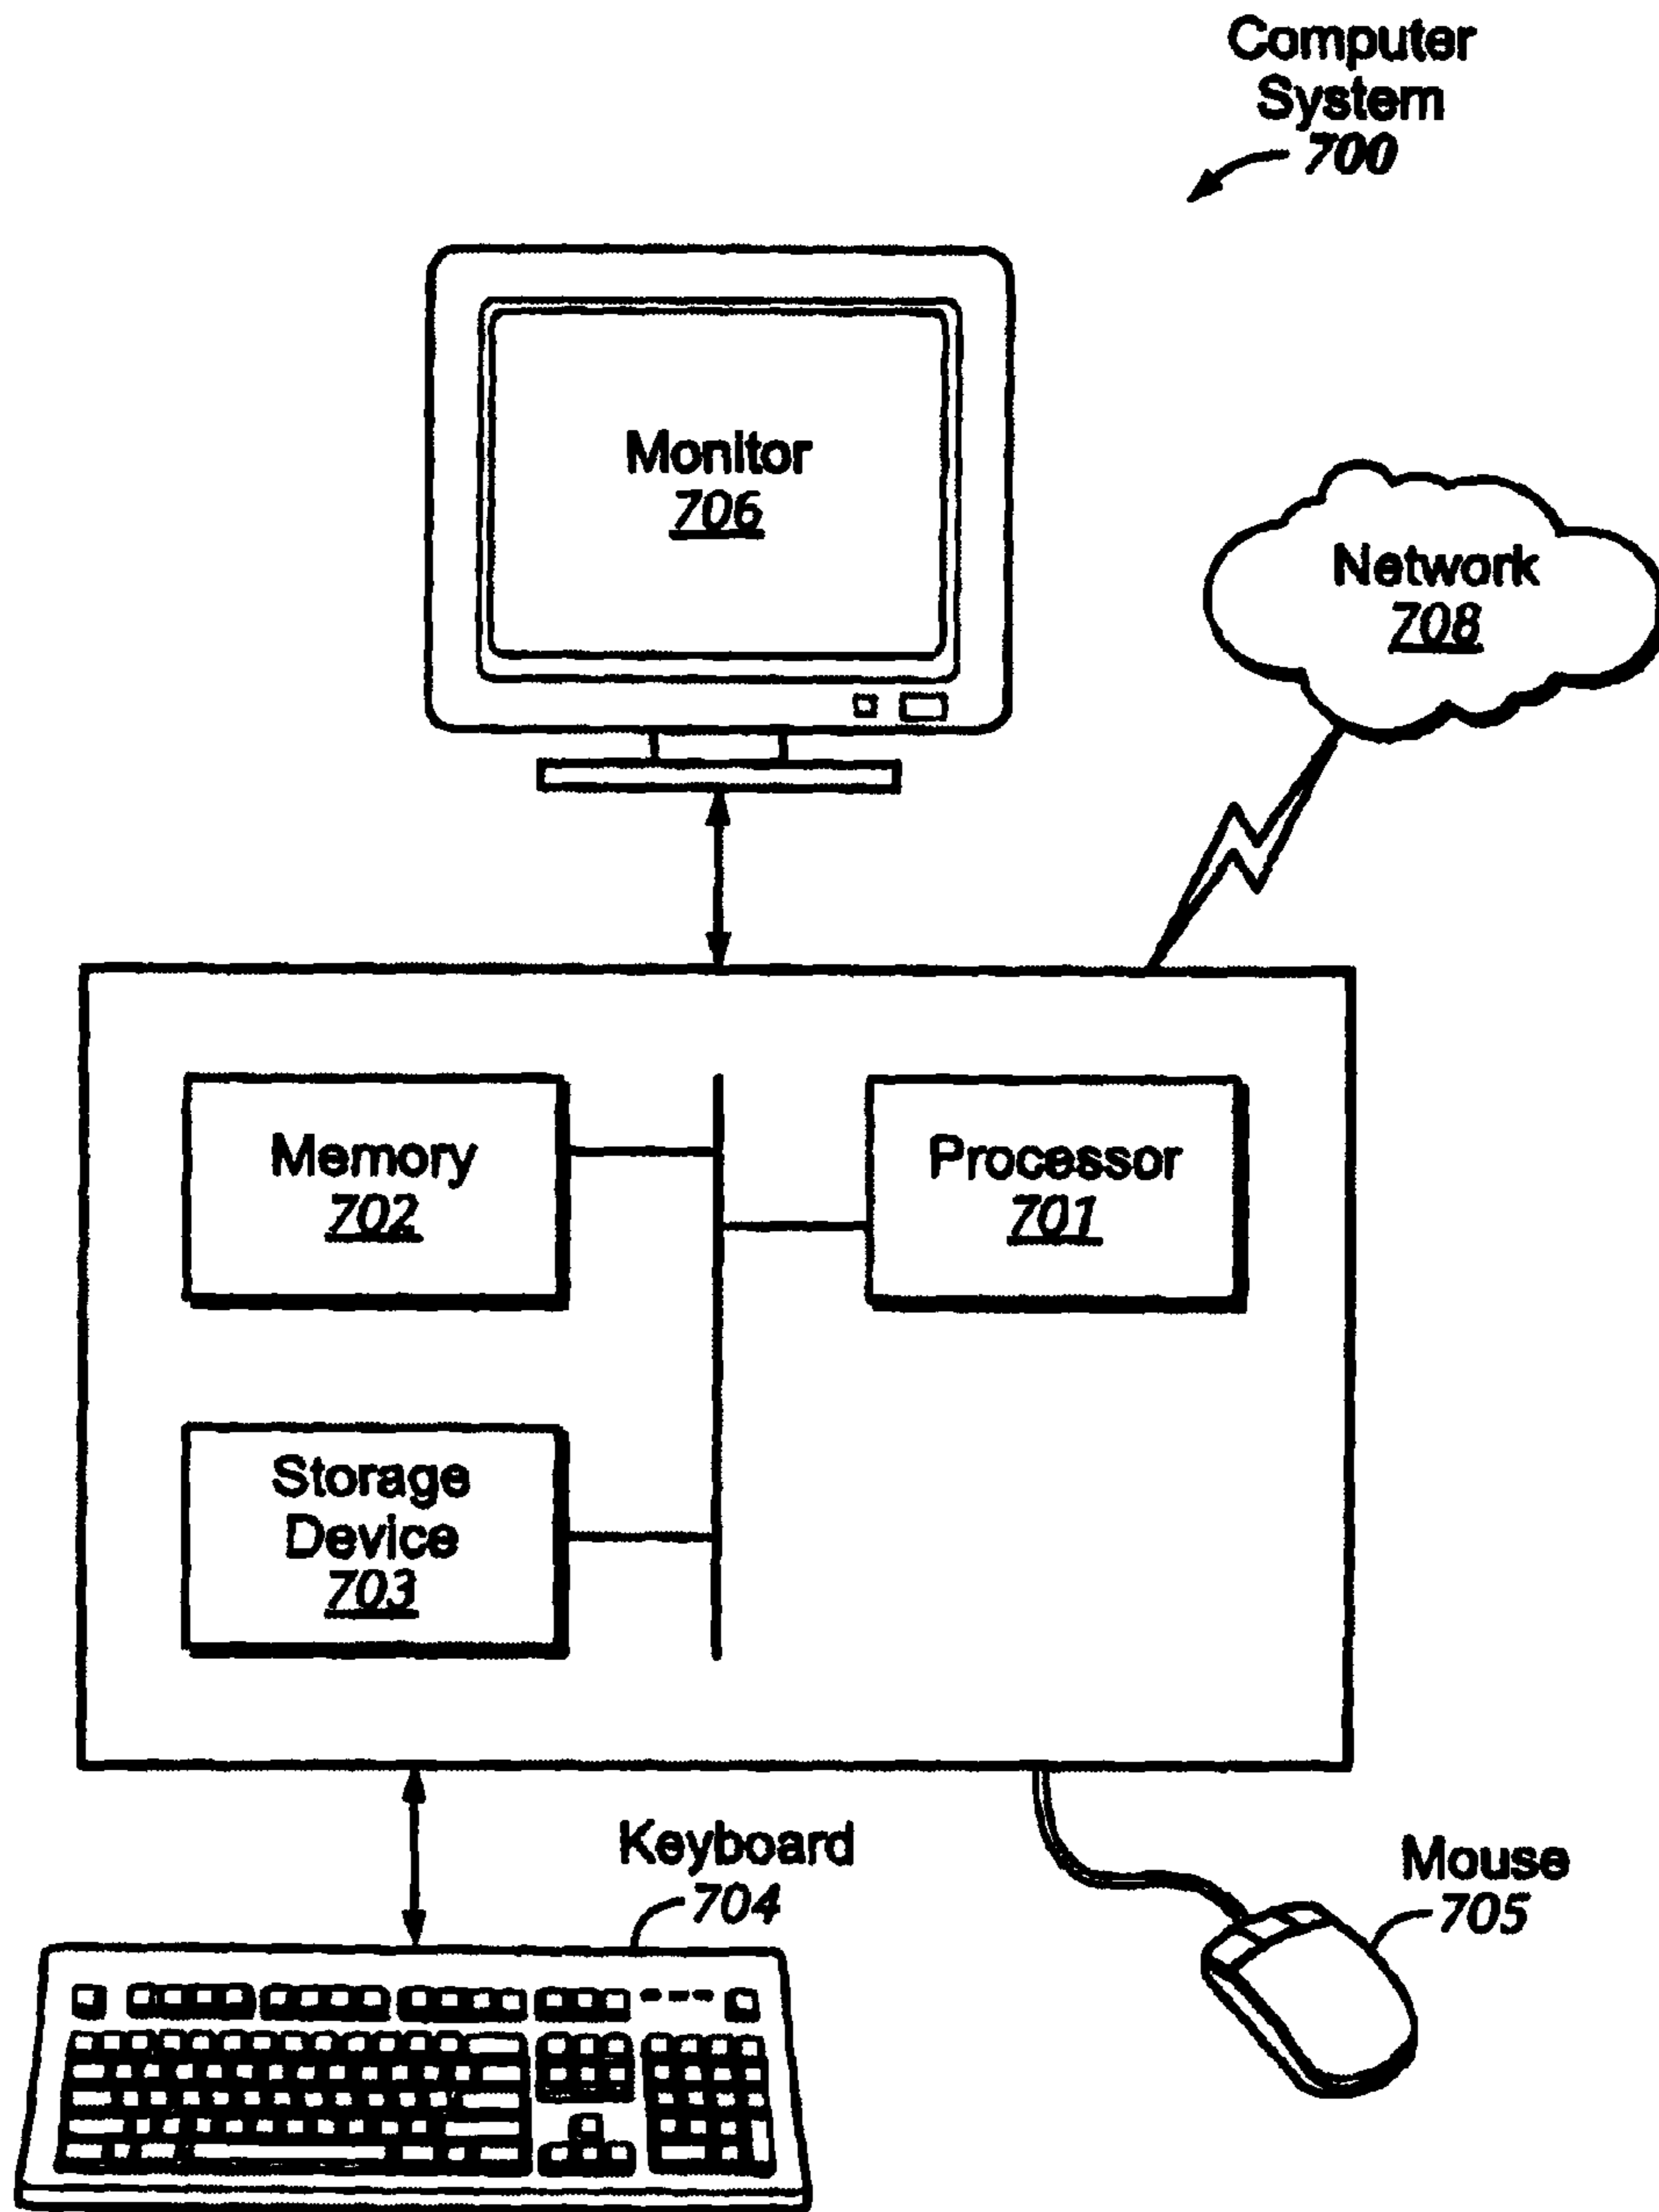 Computer
System
700
Monitor
706
Network
708
Memory
702
Processor
701
Storage
Device
703
Keyboard
704
Mouse
705